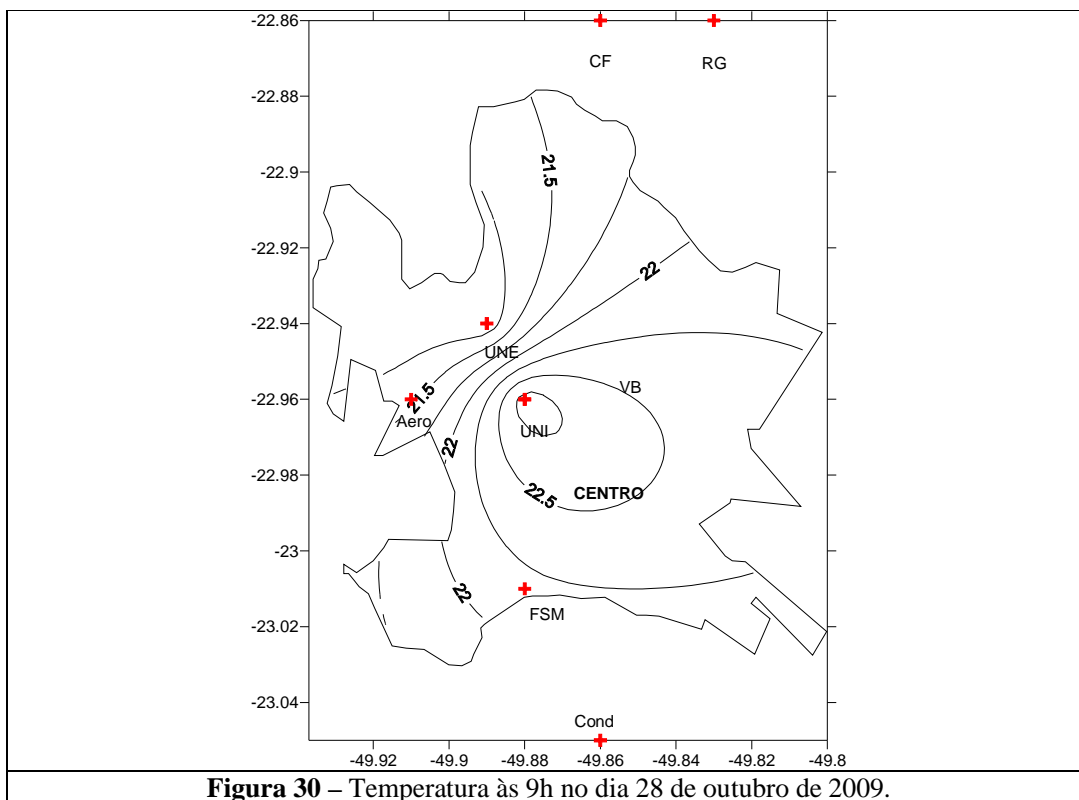 -22.86
CF
RG
-22.88
21.5
-22.9
-22.92
22
-22.94
UNE
VB
-22.96
21.5
Aero
UNI
22
-22.98
22.5
CENTRO
-23
22
FSM
-23.02
-23.04
Cond
-49.92 -49.9 -49.88 -49.86 -49.84 -49.82 -49.8
Figura 30 – Temperatura às 9h no dia 28 de outubro de 2009.